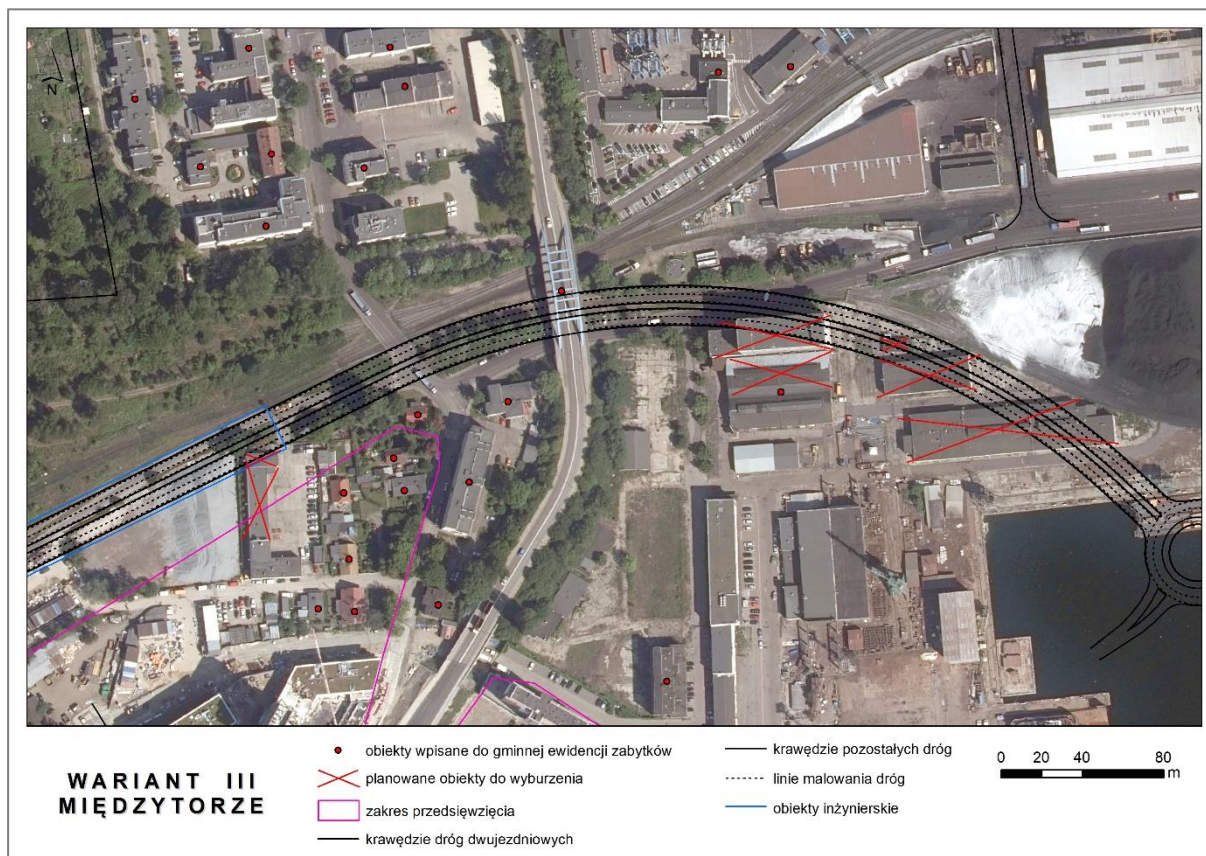 N
WARIANT III
MIĘDZYTORZE
obiekty wpisane do gminnej ewidencji zabytków
planowane obiekty do wyburzenia
zakres przedsięwzięcia
krawędzie dróg dwujezdniowych
krawędzie pozostałych dróg
linie malowania dróg
obiekty inżynierskie
0 20 40 80
m